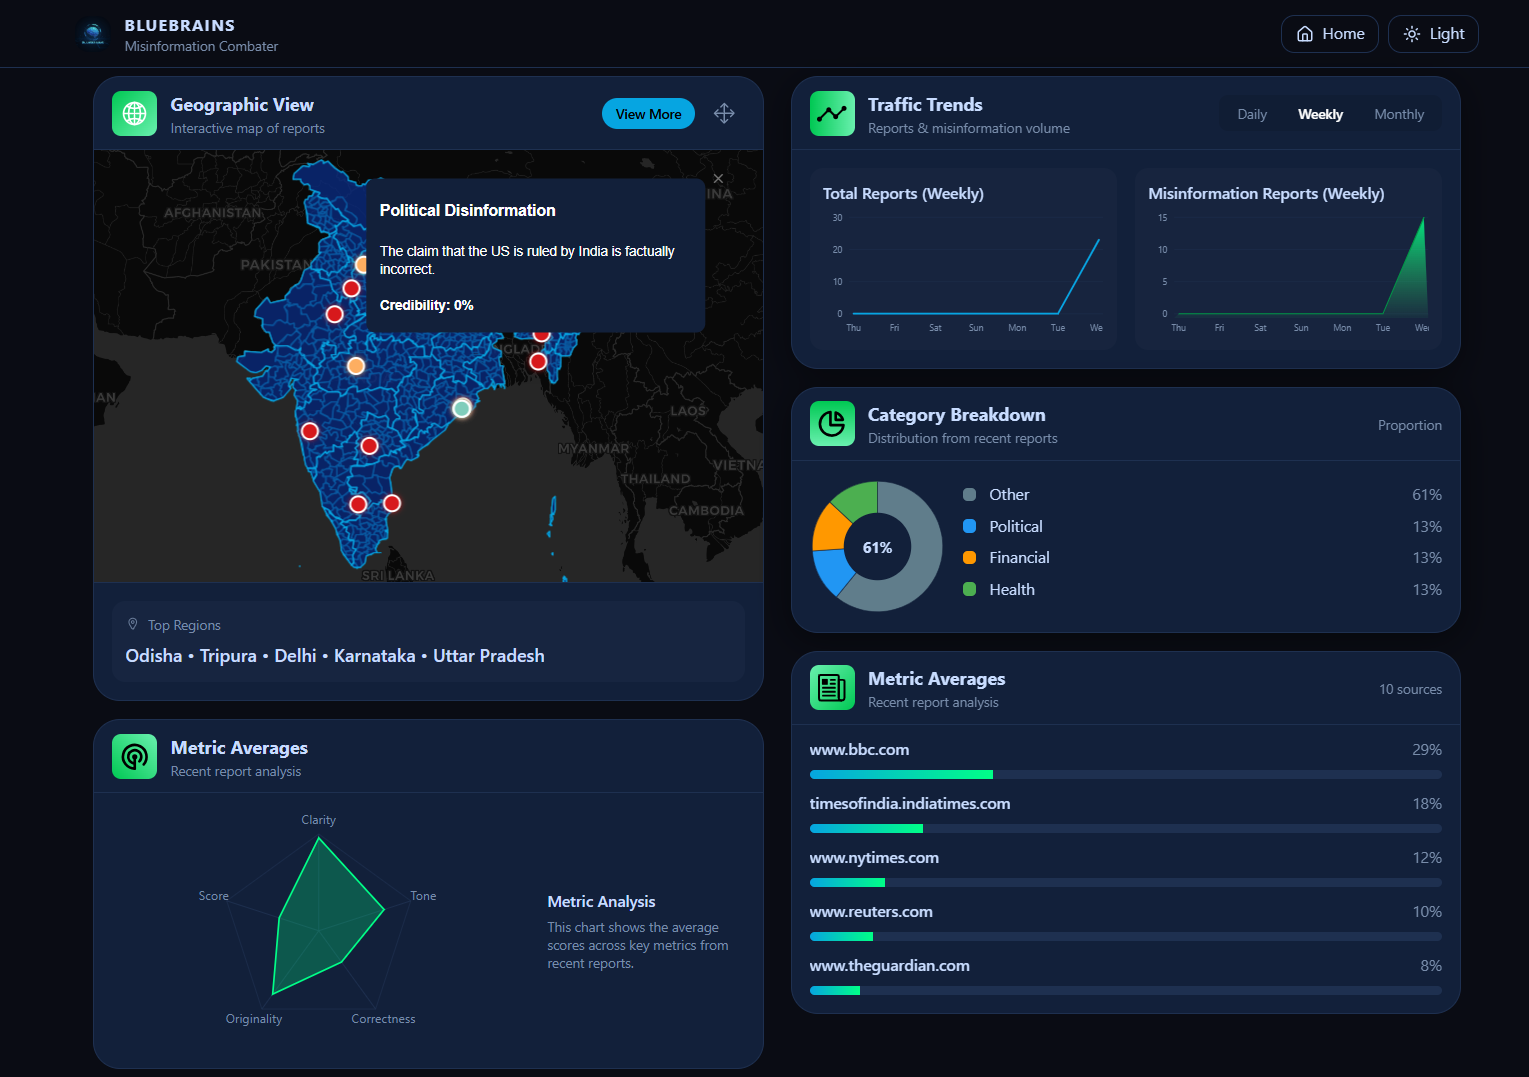 BLUEBRAINS
Misinformation Combater
Home
Light
Geographic View
Interactive map of reports
View More
AFGHANISTAN
PAKISTAN
INA
Political Disinformation
The claim that the US is ruled by India is factually
incorrect.
Credibility: 0%
NGLAD
AN
LAOS
MYANMAR
VIETNA
THAILAND
CAMBODIA
SRI LANKA
Top Regions
Odisha • Tripura • Delhi • Karnataka • Uttar Pradesh
Metric Averages
Recent report analysis
Clarity
Score
Tone
Originality
Correctness
Metric Analysis
This chart shows the average
scores across key metrics from
recent reports.
Traffic Trends
Reports & misinformation volume
Daily
Weekly
Monthly
Total Reports (Weekly)
30
20
10
0
Thu Fri Sat Sun Mon Tue We
Misinformation Reports (Weekly)
15
10
5
0
Thu Fri Sat Sun Mon Tue We
Category Breakdown
Distribution from recent reports
Proportion
61%
Other 61%
Political 13%
Financial 13%
Health 13%
Metric Averages
Recent report analysis
10 sources
www.bbc.com 29%
timesofindia.indiatimes.com 18%
www.nytimes.com 12%
www.reuters.com 10%
www.theguardian.com 8%